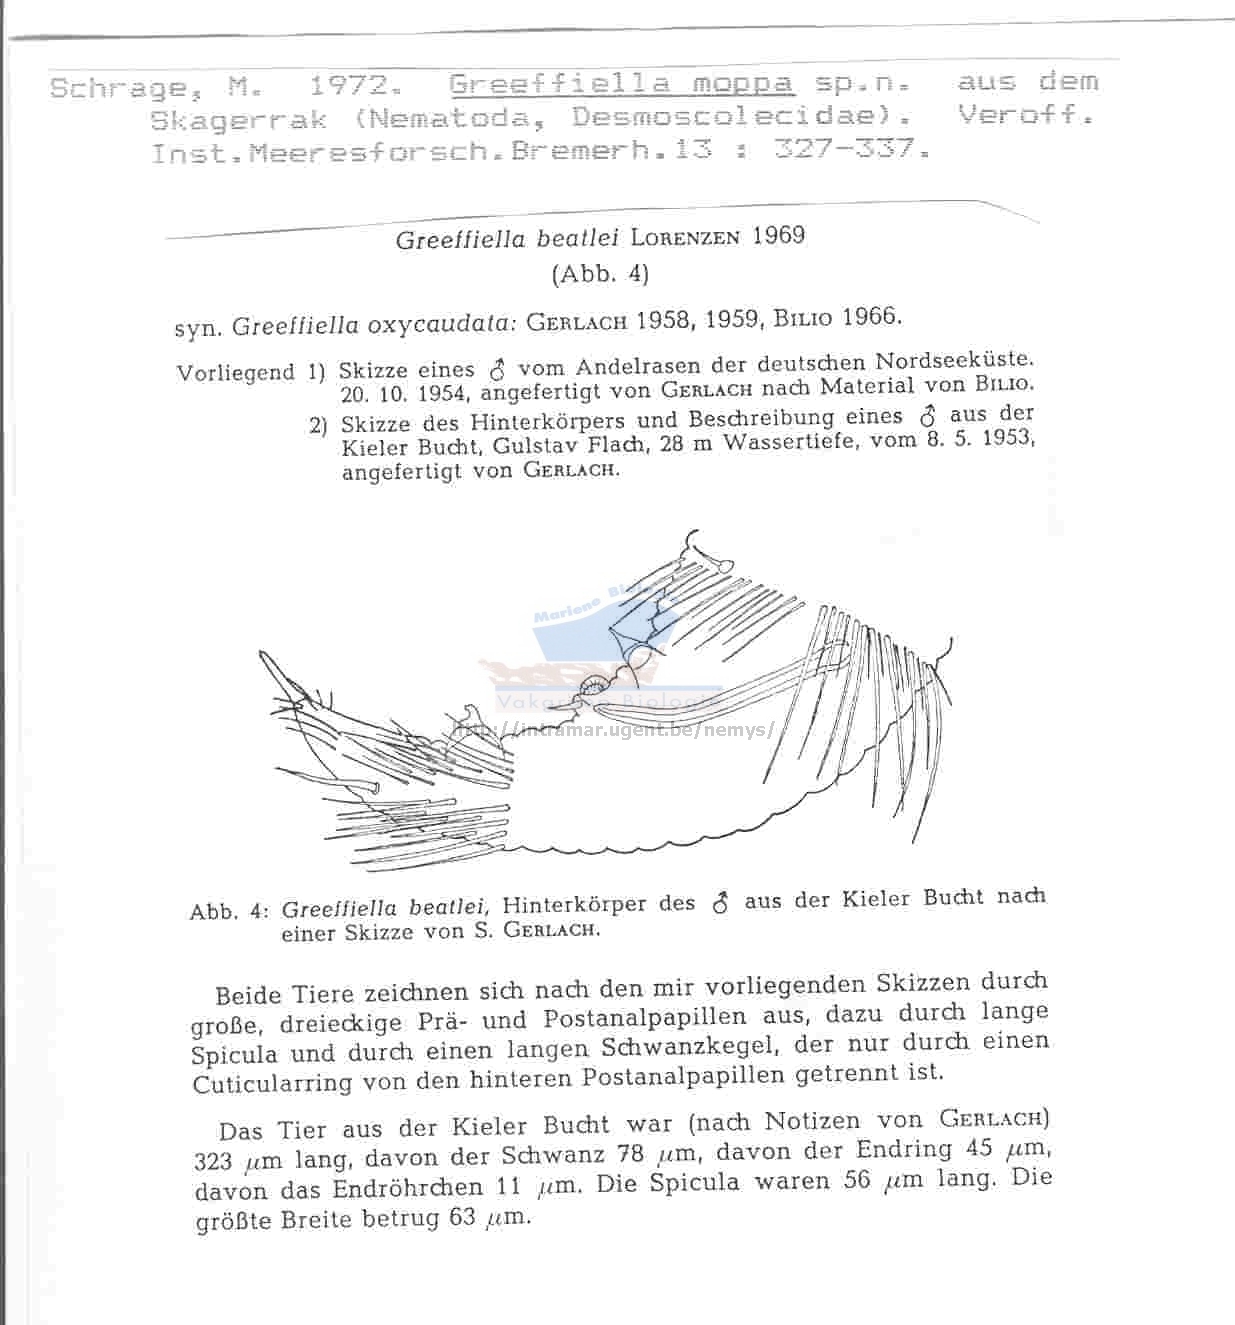 Schrage, M. 1972. Greeffiella moppa sp.n. aus dem
Skagerrak (Nematoda, Desmoscolecidae). Veroff.
Inst.Meeresforsch.Bremerh.13 : 327-337.
Greeffiella beatlei LORENZEN 1969
(Abb. 4)
syn. Greeffiella oxycaudata: GERLACH 1958, 1959, BILIO 1966.
Vorliegend 1) Skizze eines ♂ vom Andelrasen der deutschen Nordseeküste.
20. 10. 1954, angefertigt von GERLACH nach Material von BILIO.
2) Skizze des Hinterkörpers und Beschreibung eines ♂ aus der
Kieler Bucht, Gulstav Flach, 28 m Wassertiefe, vom 8. 5. 1953,
angefertigt von GERLACH.
Marine Biology
Vakgroep Biologie
http://intramar.ugent.be/nemys/
Abb. 4: Greeffiella beatlei, Hinterkörper des ♂ aus der Kieler Bucht nach
einer Skizze von S. GERLACH.
Beide Tiere zeichnen sich nach den mir vorliegenden Skizzen durch
große, dreieckige Prä- und Postanalpapillen aus, dazu durch lange
Spicula und durch einen langen Schwanzkegel, der nur durch einen
Cuticularring von den hinteren Postanalpapillen getrennt ist.
Das Tier aus der Kieler Bucht war (nach Notizen von GERLACH)
323 μm lang, davon der Schwanz 78 μm, davon der Endring 45 μm,
davon das Endröhrchen 11 μm. Die Spicula waren 56 μm lang. Die
größte Breite betrug 63 μm.